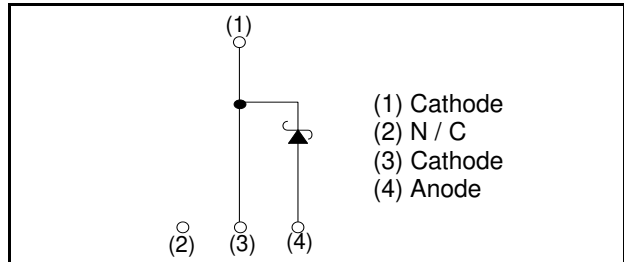 (1)
(1) Cathode
(2) N / C
(3) Cathode
(4) Anode
(2) (3) (4)